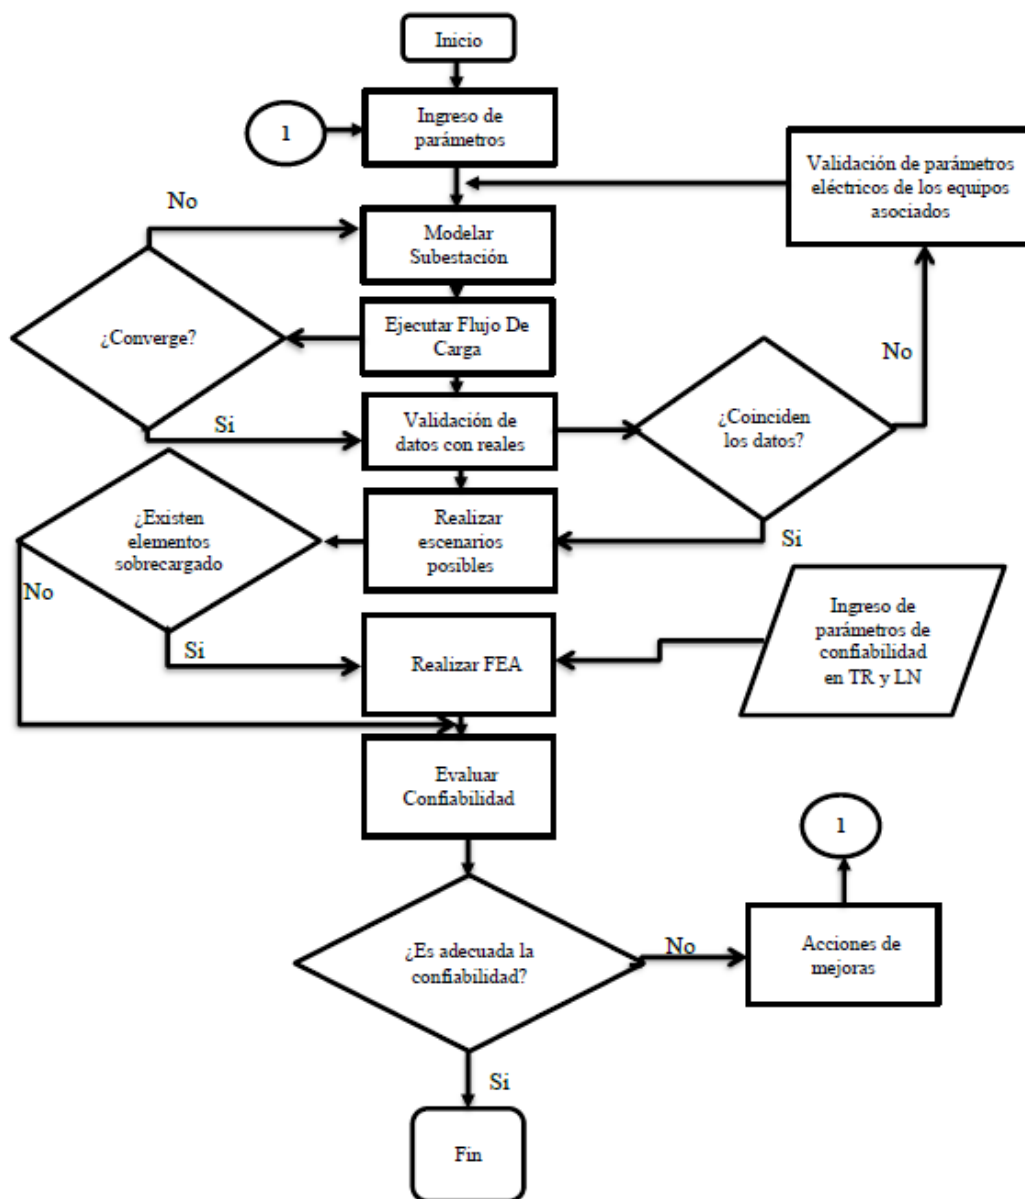 Inicio
1
Ingreso de
parámetros
Validación de parámetros
eléctricos de los equipos
asociados
No
Modelar
Subestación
¿Converge?
Ejecutar Flujo De
Carga
No
Si
Validación de
datos con reales
¿Coinciden
los datos?
¿Existen
elementos
sobrecargado
Realizar
escenarios
posibles
Si
No
Ingreso de
parámetros de
confiabilidad
en TR y LN
Si
Realizar FEA
Evaluar
Confiabilidad
1
¿Es adecuada la
confiabilidad?
No
Acciones de
mejoras
Si
Fin